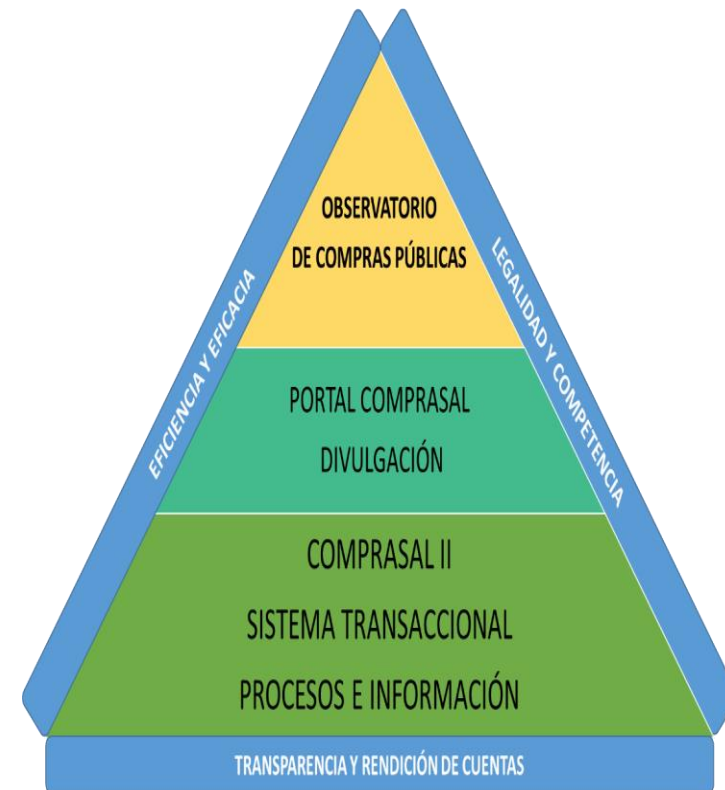 OBSERVATORIO
DE COMPRAS PÚBLICAS
EFICIENCIA Y EFICACIA
LEGALIDAD Y COMPETENCIA
PORTAL COMPRASAL
DIVULGACIÓN
COMPRASAL II
SISTEMA TRANSACCIONAL
PROCESOS E INFORMACIÓN
TRANSPARENCIA Y RENDICIÓN DE CUENTAS